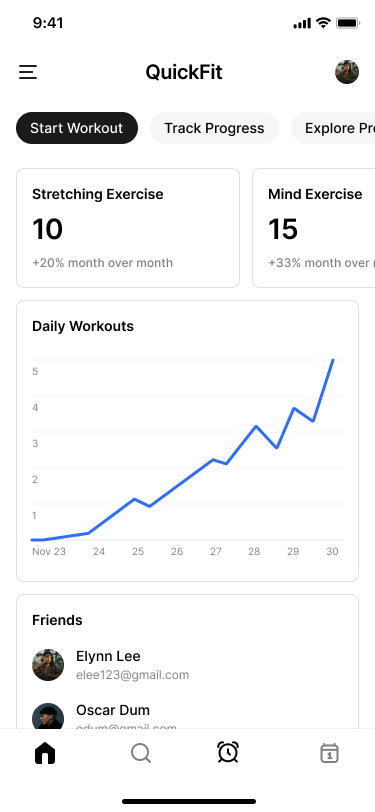 9:41
QuickFit
Start Workout
Track Progress
Explore Pr
Stretching Exercise
10
+20% month over month
Mind Exercise
15
+33% month over
Daily Workouts
5
4
3
2
1
Nov 23 24 25 26 27 28 29 30
Friends
Elynn Lee
elee123@gmail.com
Oscar Dum
odum@gmail.com
1